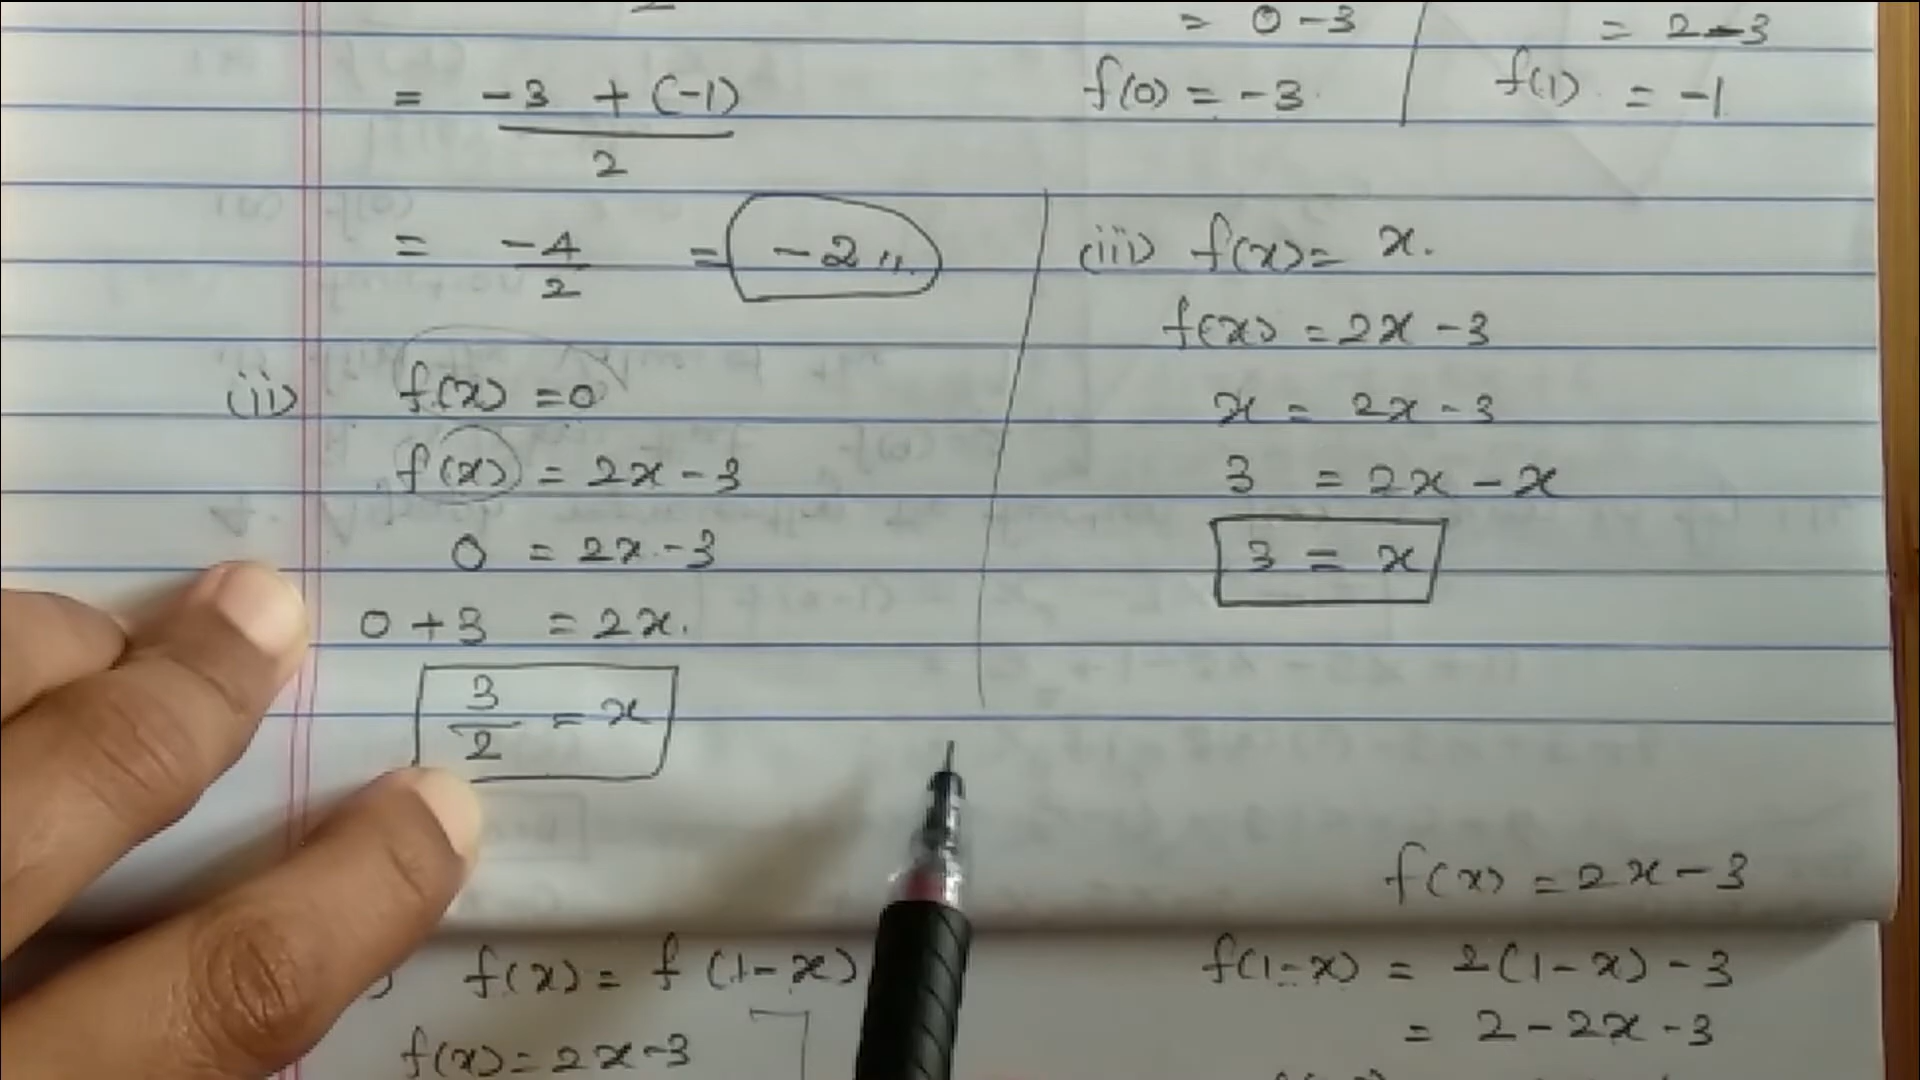 = 0 - 3
= 2 - 3
= -3 + (-1) / 2
f(0) = -3
f(1) = -1
= -4/2 = -2 ,,
(ii) f(x) = 0
f(x) = 2x - 3
0 = 2x - 3
0 + 3 = 2x.
3/2 = x
(iii) f(x) = x.
f(x) = 2x - 3
x = 2x - 3
3 = 2x - x
3 = x
f(x) = f(1-x)
f(x) = 2x - 3
f(x) = 2x - 3
f(1-x) = 2(1-x) - 3
= 2 - 2x - 3